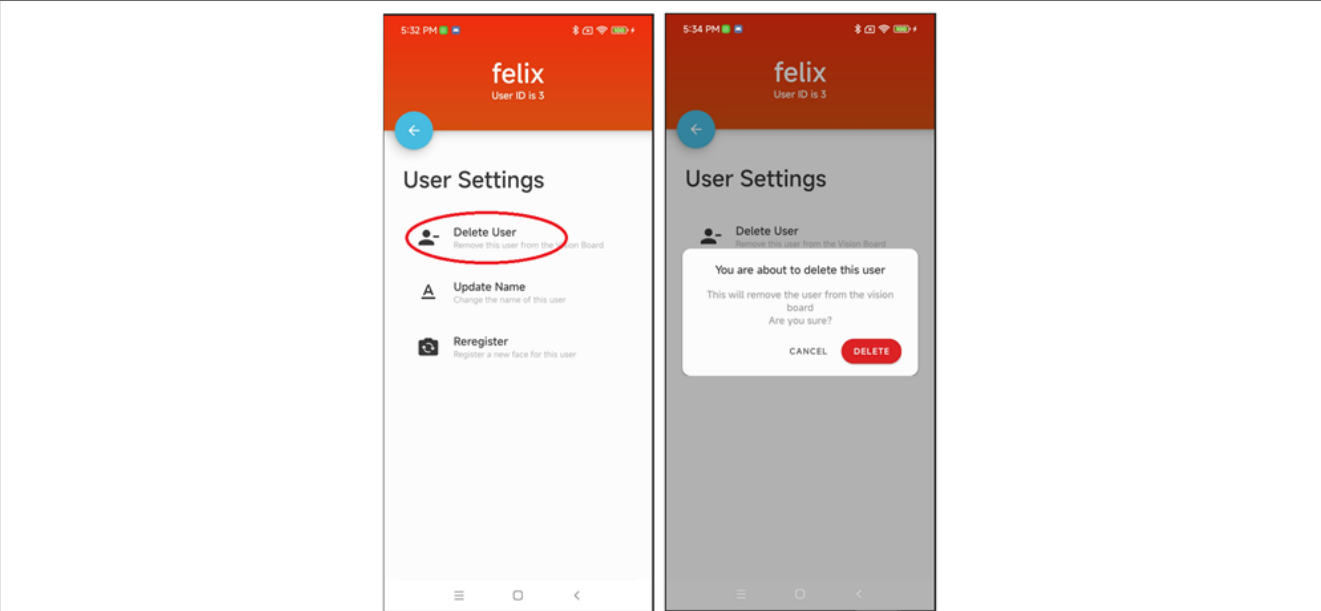 5:32 PM
100
felix
User ID is 3
User Settings
Delete User
Remove this user from the Vision Board
Update Name
Change the name of this user
Reregister
Register a new face for this user
5:34 PM
100
felix
User ID is 3
User Settings
Delete User
Remove this user from the Vision Board
You are about to delete this user
This will remove the user from the vision
board
Are you sure?
CANCEL
DELETE